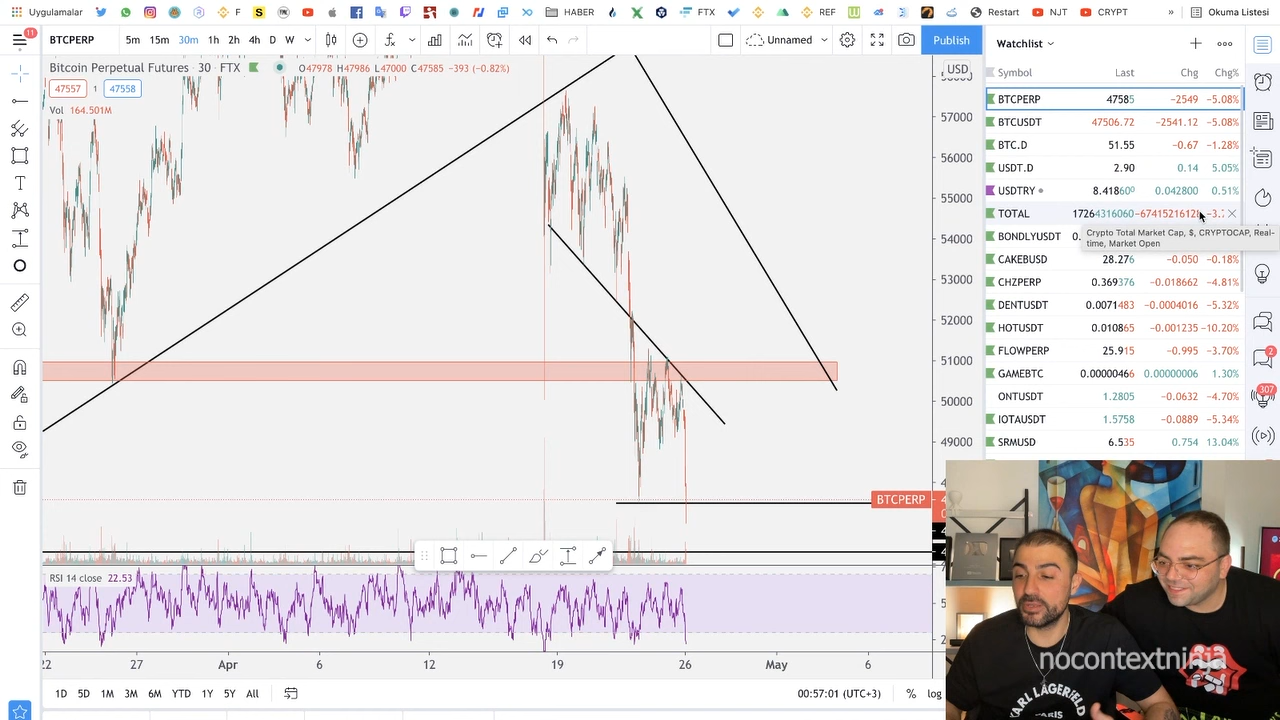 Uygulamalar F S FTX REF Restart NJT CRYPT » Okuma Listesi
HABER
11 BTCPERP 5m 15m 30m 1h 2h 4h D W Unnamed Publish
Watchlist
Bitcoin Perpetual Futures · 30 · FTX O47978 H47986 L47000 C47585 −393 (−0.82%)
47557 1 47558
Vol 164.501M
USD
57000
56000
55000
54000
53000
52000
51000
50000
49000
BTCPERP
Symbol Last Chg Chg%
BTCPERP 47585 −2549 −5.08%
BTCUSDT 47506.72 −2541.12 −5.08%
BTC.D 51.55 −0.67 −1.28%
USDT.D 2.90 0.14 5.05%
USDTRY 8.418600 0.042800 0.51%
TOTAL
Crypto Total Market Cap, $, CRYPTOCAP, Real-
time, Market Open
BONDLYUSDT
CAKEBUSD 28.276 −0.050 −0.18%
CHZPERP 0.369376 −0.018662 −4.81%
DENTUSDT 0.0071483 −0.0004016 −5.32%
HOTUSDT 0.010865 −0.001235 −10.20%
FLOWPERP 25.915 −0.995 −3.70%
GAMEBTC 0.00000466 0.00000006 1.30%
ONTUSDT 1.2805 −0.0632 −4.70%
IOTAUSDT 1.5758 −0.0889 −5.34%
SRMUSD 6.535 0.754 13.04%
2
307
RSI 14 close 22.53
22 27 Apr 6 12 19 26 May 6
1D 5D 1M 3M 6M YTD 1Y 5Y All 00:57:01 (UTC+3) % log
nocontextninja
KARL LAGERFELD
PARIS